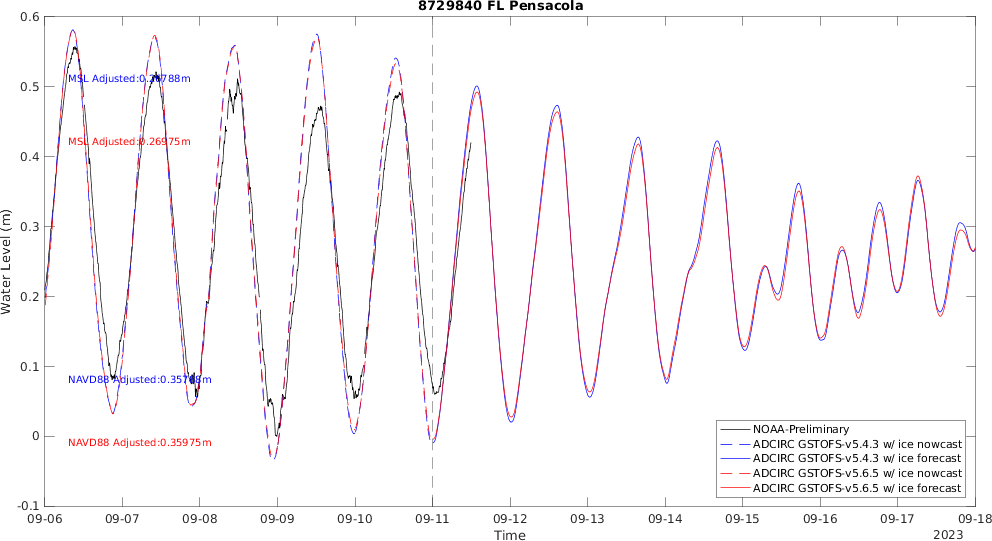 8729840 FL Pensacola
Water Level (m)
0.6
0.5
0.4
0.3
0.2
0.1
0
-0.1
MSL Adjusted:0.26788m
MSL Adjusted:0.26975m
NAVD88 Adjusted:0.35788m
NAVD88 Adjusted:0.35975m
NOAA-Preliminary
ADCIRC GSTOFS-v5.4.3 w/ ice nowcast
ADCIRC GSTOFS-v5.4.3 w/ ice forecast
ADCIRC GSTOFS-v5.6.5 w/ ice nowcast
ADCIRC GSTOFS-v5.6.5 w/ ice forecast
09-06 09-07 09-08 09-09 09-10 09-11 09-12 09-13 09-14 09-15 09-16 09-17 09-18
Time
2023